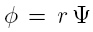 ϕ = r Ψ